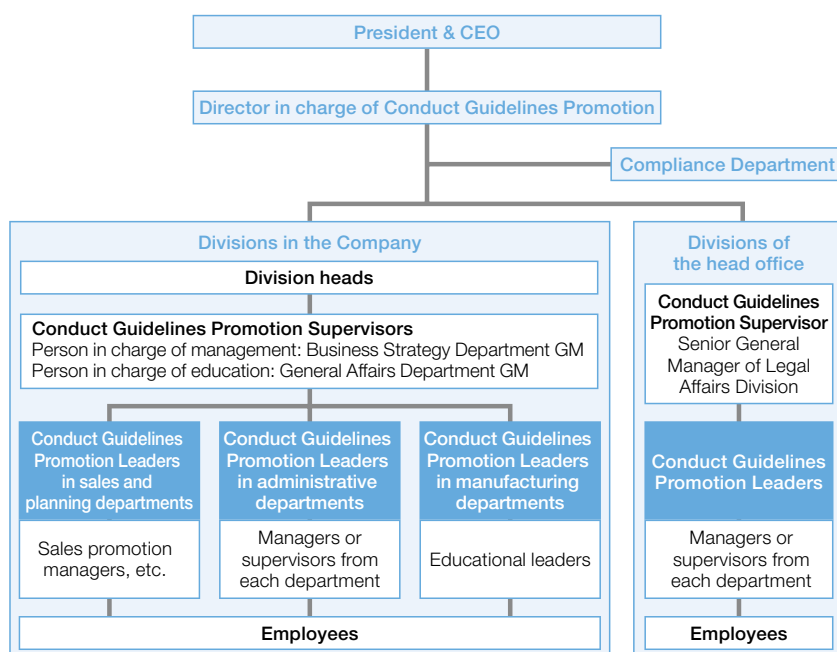 President & CEO
Director in charge of Conduct Guidelines Promotion
Compliance Department
Divisions in the Company
Division heads
Conduct Guidelines Promotion Supervisors
Person in charge of management: Business Strategy Department GM
Person in charge of education: General Affairs Department GM
Conduct Guidelines
Promotion Leaders
in sales and
planning departments
Sales promotion
managers, etc.
Conduct Guidelines
Promotion Leaders
in administrative
departments
Managers or
supervisors from
each department
Conduct Guidelines
Promotion Leaders
in manufacturing
departments
Educational leaders
Employees
Divisions of
the head office
Conduct Guidelines
Promotion Supervisor
Senior General
Manager of Legal
Affairs Division
Conduct Guidelines
Promotion Leaders
Managers or
supervisors from
each department
Employees